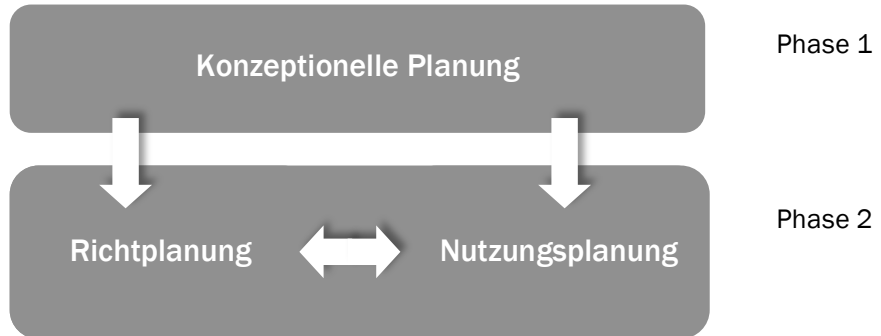 Konzeptionelle Planung
Phase 1
Richtplanung
Nutzungsplanung
Phase 2